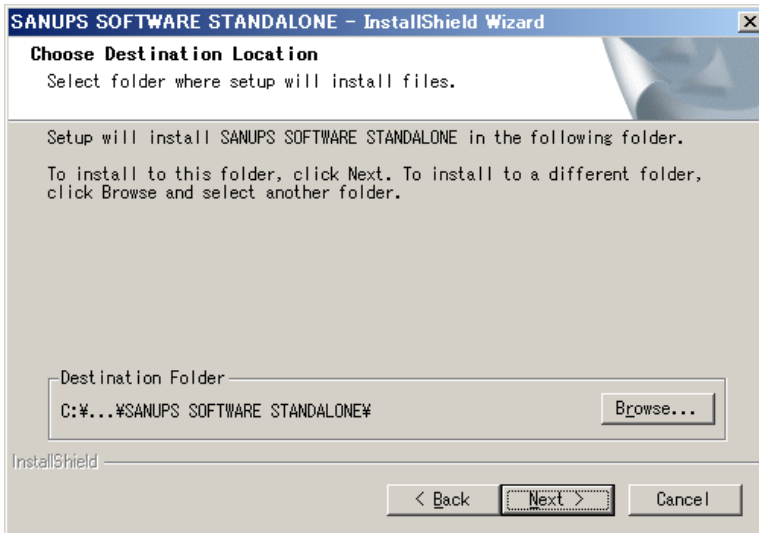 SANUPS SOFTWARE STANDALONE - InstallShield Wizard
Choose Destination Location
Select folder where setup will install files.
Setup will install SANUPS SOFTWARE STANDALONE in the following folder.
To install to this folder, click Next. To install to a different folder,
click Browse and select another folder.
Destination Folder
C:¥...¥SANUPS SOFTWARE STANDALONE¥
Browse...
InstallShield
< Back
Next >
Cancel